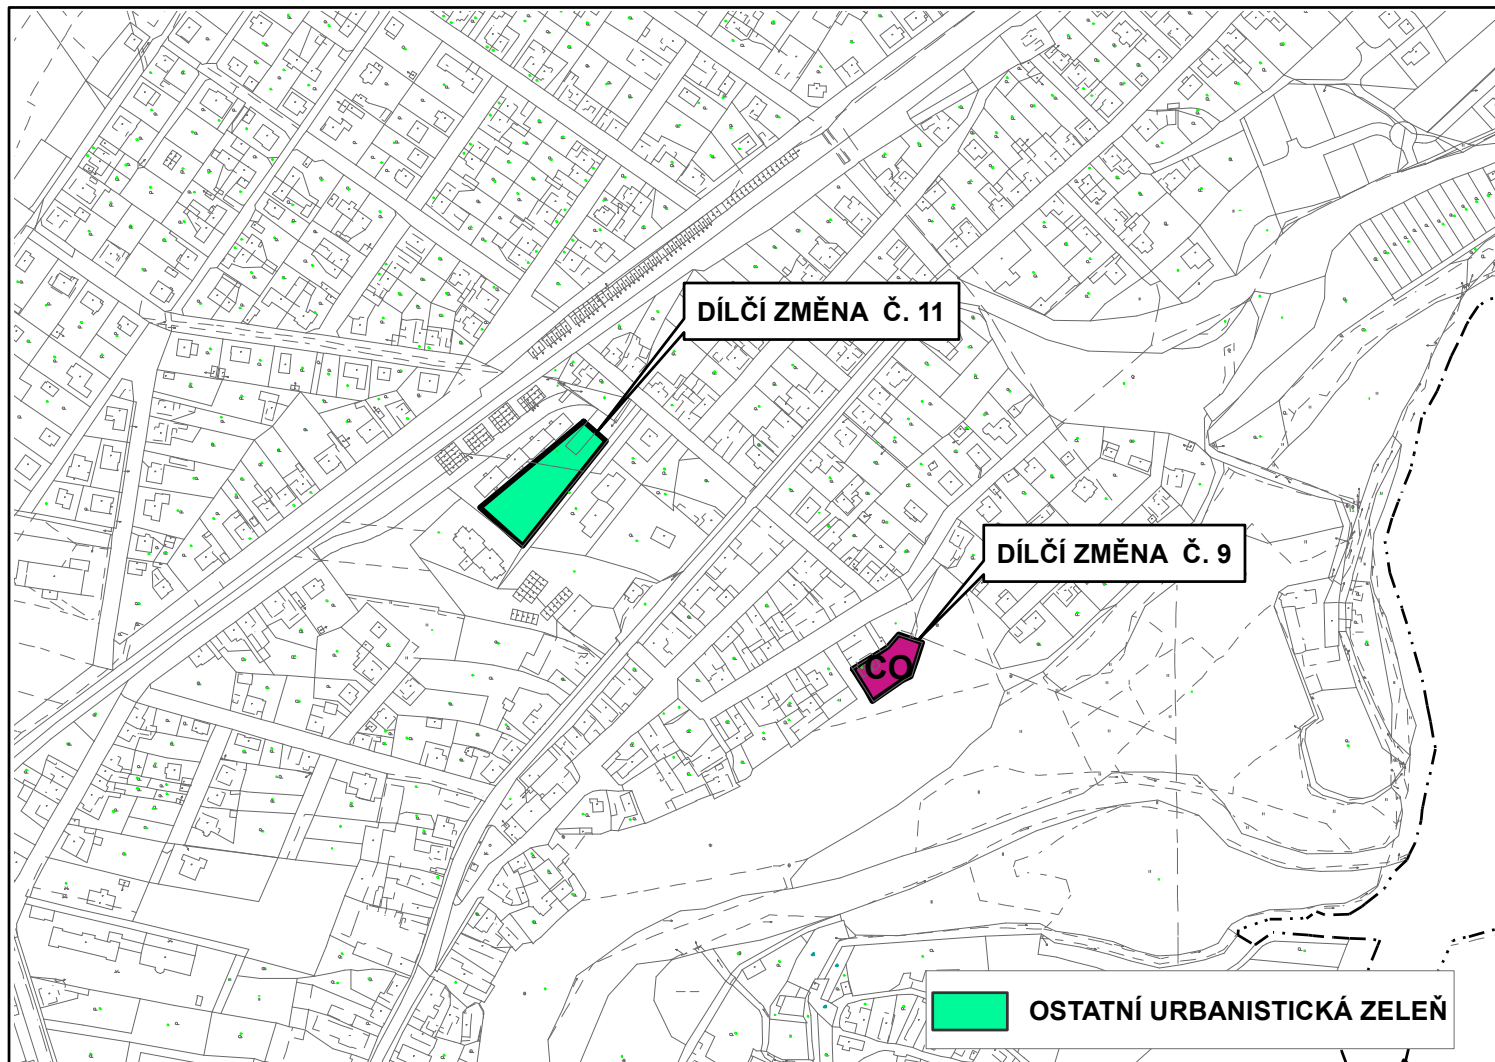 DÍLČÍ ZMĚNA Č. 11
DÍLČÍ ZMĚNA Č. 9
CO
OSTATNÍ URBANISTICKÁ ZELEŇ